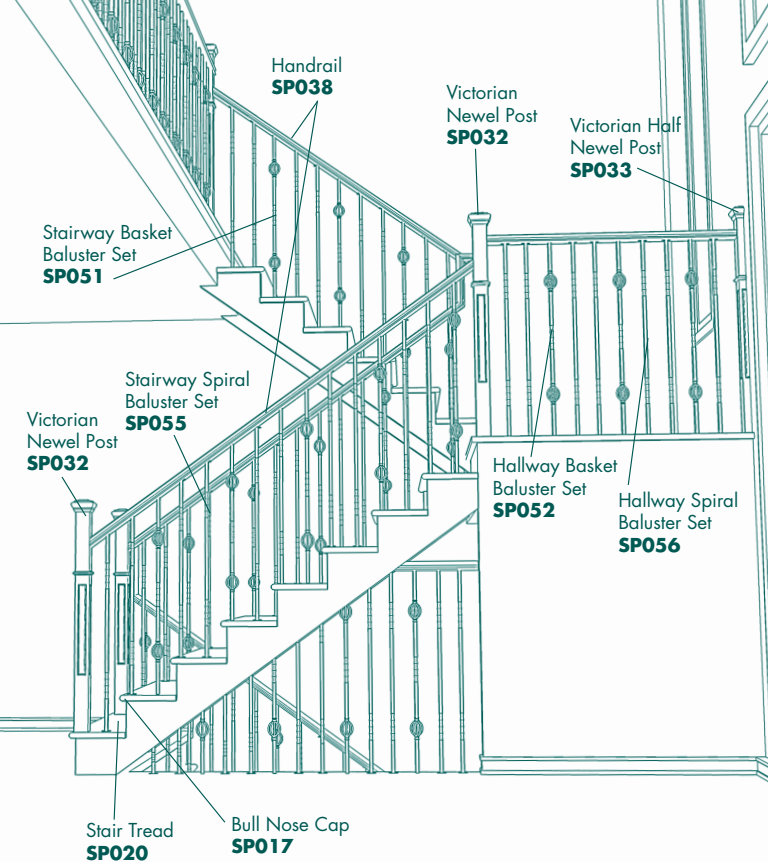 Handrail
SP038
Victorian
Newel Post
SP032
Victorian Half
Newel Post
SP033
Stairway Basket
Baluster Set
SP051
Stairway Spiral
Baluster Set
SP055
Victorian
Newel Post
SP032
Hallway Basket
Baluster Set
SP052
Hallway Spiral
Baluster Set
SP056
Stair Tread
SP020
Bull Nose Cap
SP017